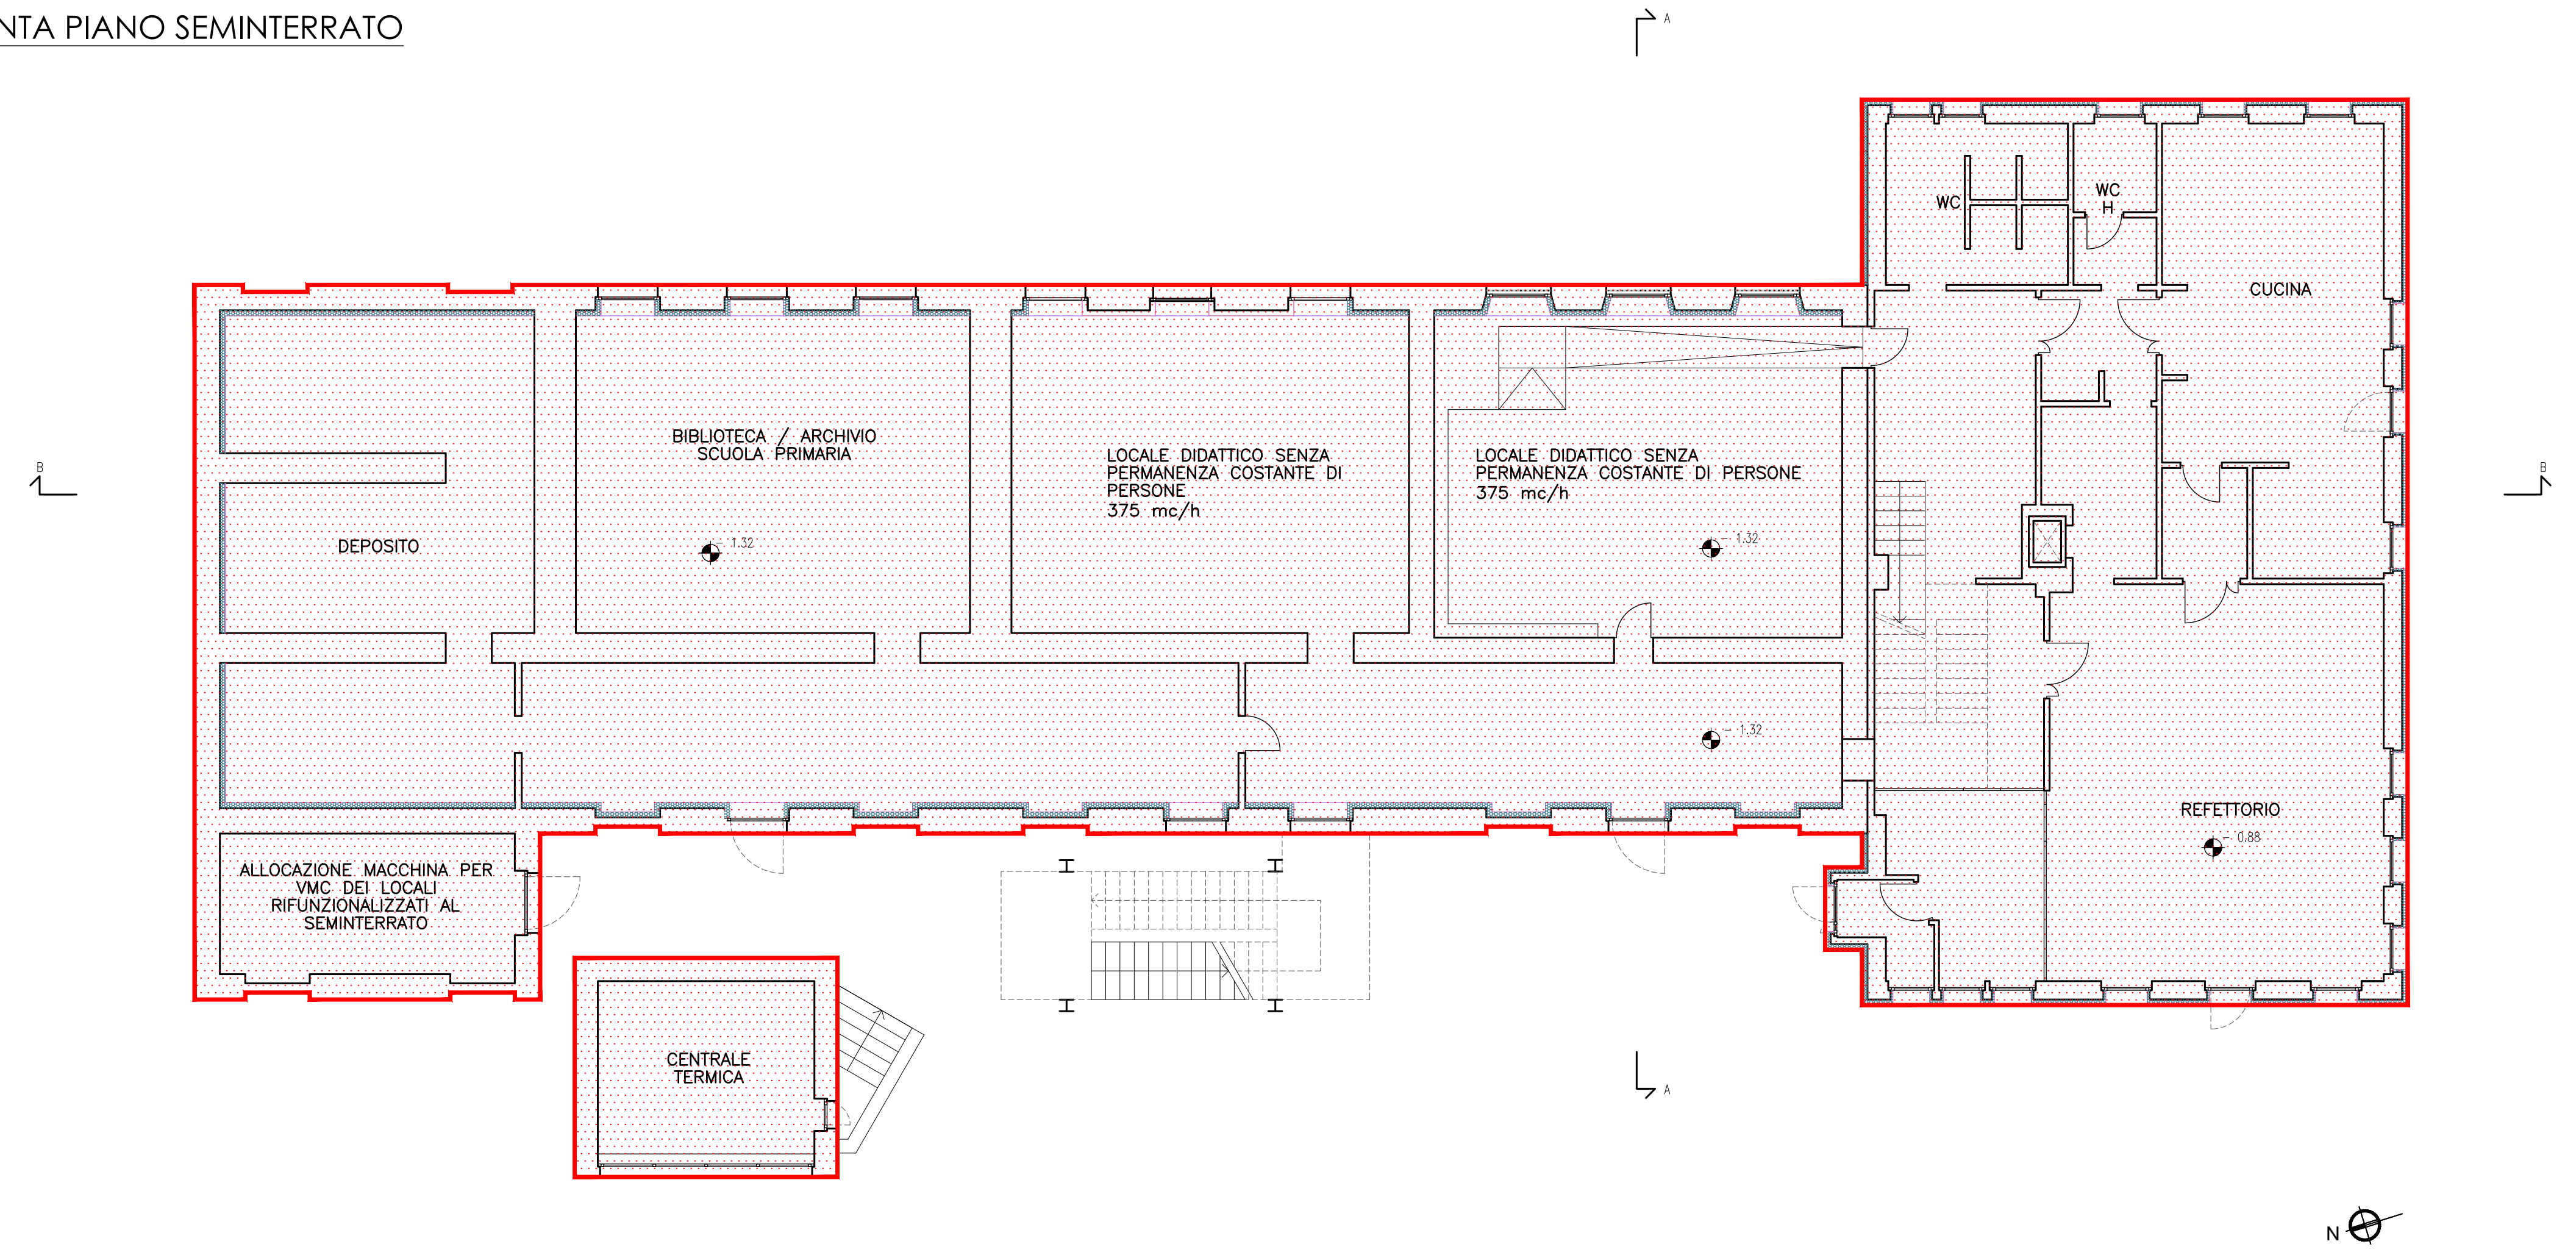 NTA PIANO SEMINTERRATO
A
WC
WC
H
CUCINA
BIBLIOTECA / ARCHIVIO
SCUOLA PRIMARIA
LOCALE DIDATTICO SENZA
PERMANENZA COSTANTE DI
PERSONE
375 mc/h
LOCALE DIDATTICO SENZA
PERMANENZA COSTANTE DI PERSONE
375 mc/h
B
B
DEPOSITO
- 1.32
- 1.32
- 1.32
REFETTORIO
- 0.88
ALLOCAZIONE MACCHINA PER
VMC DEI LOCALI
RIFUNZIONALIZZATI AL
SEMINTERRATO
CENTRALE
TERMICA
A
N